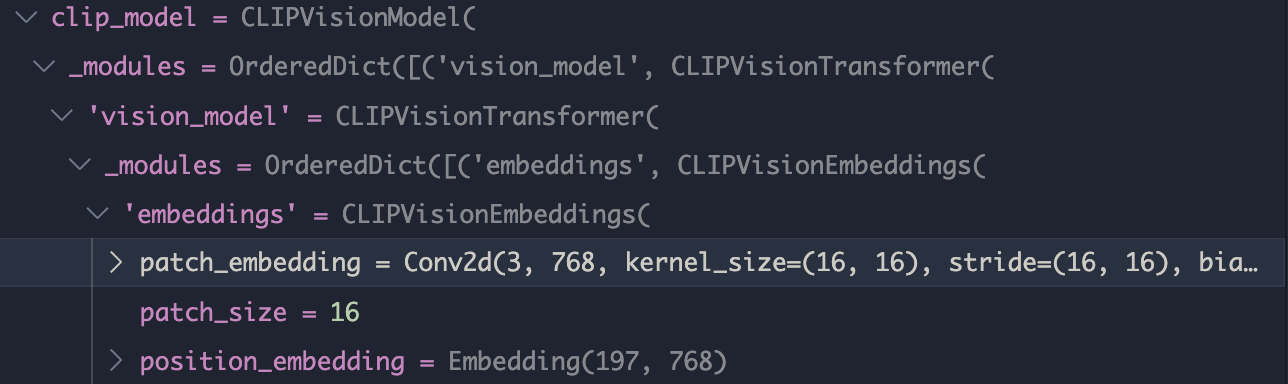 clip_model = CLIPVisionModel(
_modules = OrderedDict([('vision_model', CLIPVisionTransformer(
'vision_model' = CLIPVisionTransformer(
_modules = OrderedDict([('embeddings', CLIPVisionEmbeddings(
'embeddings' = CLIPVisionEmbeddings(
patch_embedding = Conv2d(3, 768, kernel_size=(16, 16), stride=(16, 16), bia…
patch_size = 16
position_embedding = Embedding(197, 768)